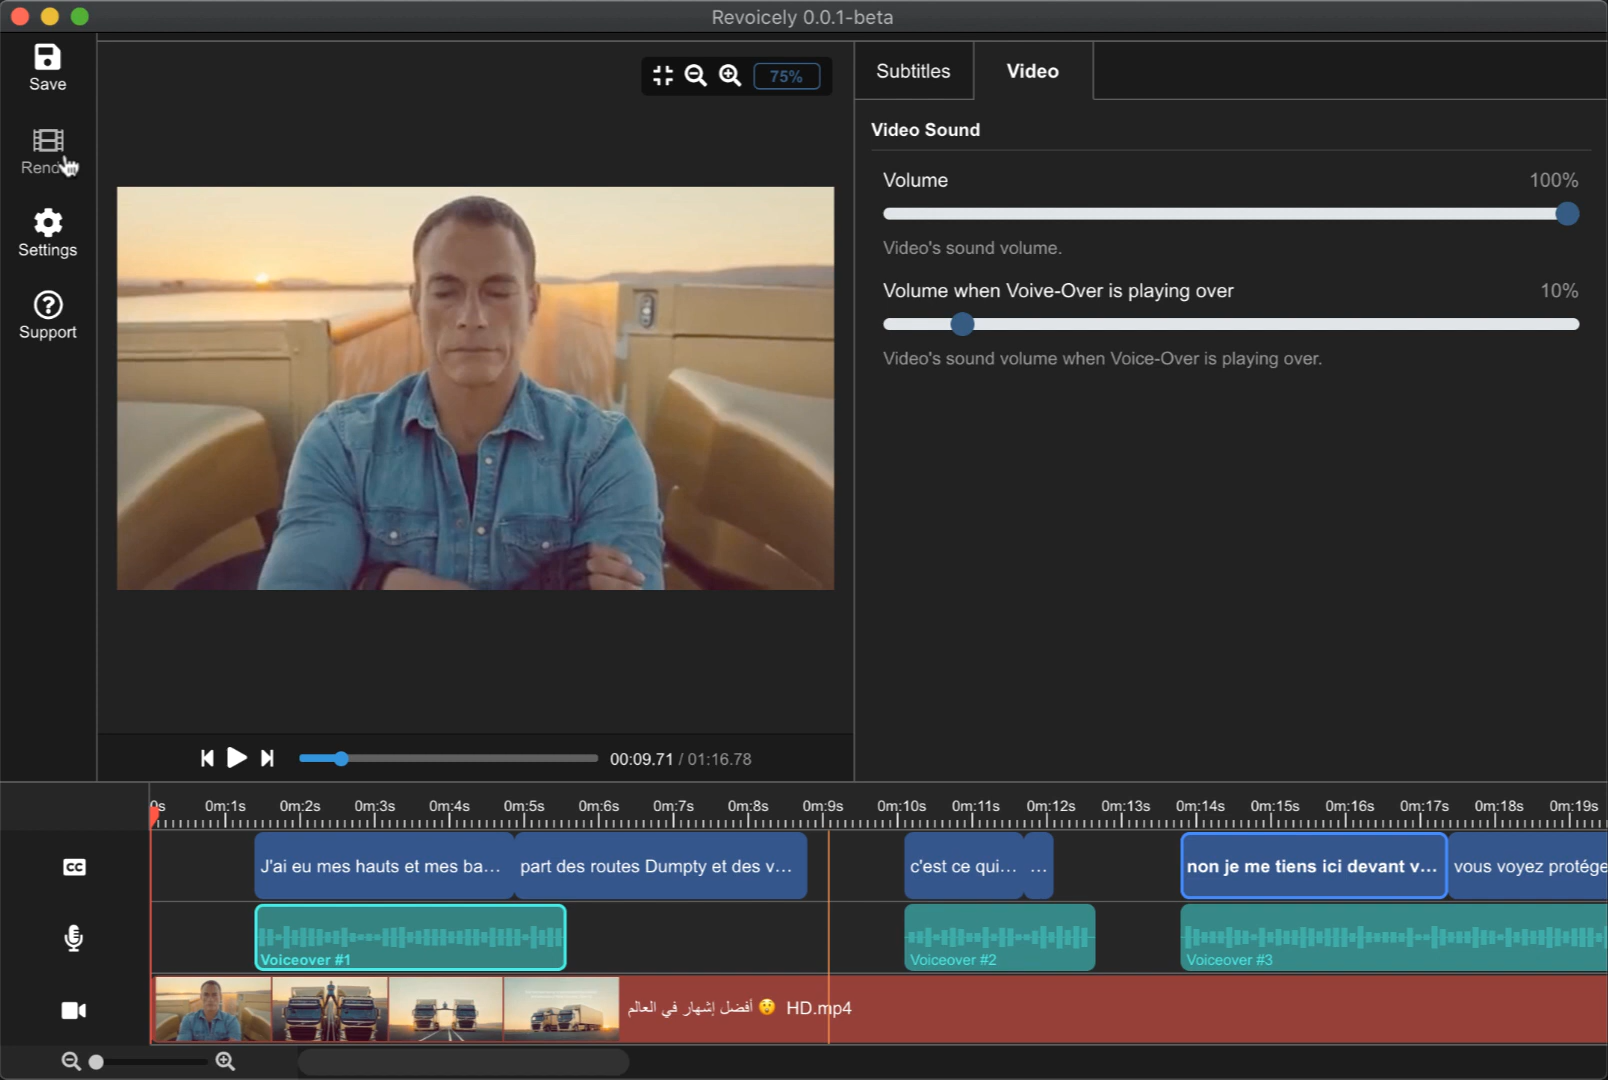 Revoicely 0.0.1-beta
Save
Settings
Support
75%
Subtitles
Video
Video Sound
Volume
100%
Video's sound volume.
Volume when Voive-Over is playing over
10%
Video's sound volume when Voice-Over is playing over.
00:09.71 / 01:16.78
0m:1s 0m:2s 0m:3s 0m:4s 0m:5s 0m:6s 0m:7s 0m:8s 0m:9s 0m:10s 0m:11s 0m:12s 0m:13s 0m:14s 0m:15s 0m:16s 0m:17s 0m:18s 0m:19s
CC
J'ai eu mes hauts et mes ba...
part des routes Dumpty et des v...
c'est ce qui...
...
non je me tiens ici devant v...
vous voyez protége
Voiceover #1
Voiceover #2
Voiceover #3
أفضل إشهار في العالم 😲 HD.mp4